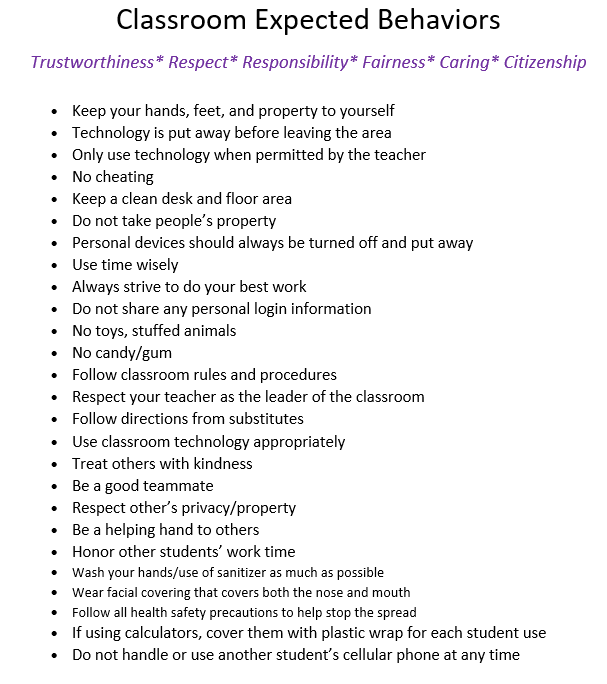 Classroom Expected Behaviors
Trustworthiness* Respect* Responsibility* Fairness* Caring* Citizenship
• Keep your hands, feet, and property to yourself
• Technology is put away before leaving the area
• Only use technology when permitted by the teacher
• No cheating
• Keep a clean desk and floor area
• Do not take people’s property
• Personal devices should always be turned off and put away
• Use time wisely
• Always strive to do your best work
• Do not share any personal login information
• No toys, stuffed animals
• No candy/gum
• Follow classroom rules and procedures
• Respect your teacher as the leader of the classroom
• Follow directions from substitutes
• Use classroom technology appropriately
• Treat others with kindness
• Be a good teammate
• Respect other’s privacy/property
• Be a helping hand to others
• Honor other students’ work time
• Wash your hands/use of sanitizer as much as possible
• Wear facial covering that covers both the nose and mouth
• Follow all health safety precautions to help stop the spread
• If using calculators, cover them with plastic wrap for each student use
• Do not handle or use another student’s cellular phone at any time